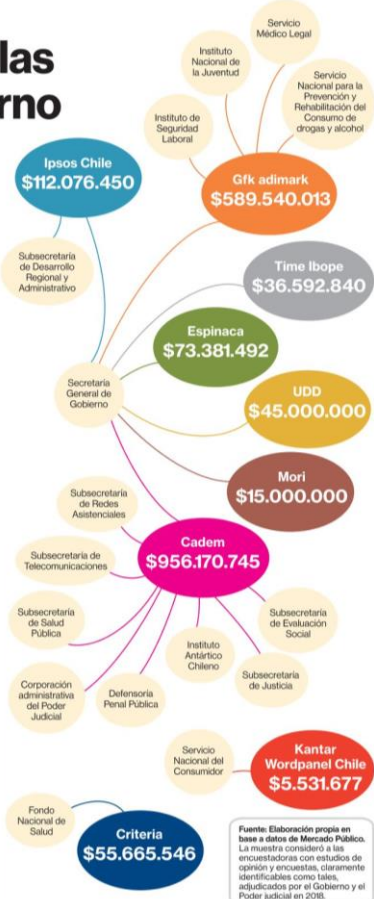 las
rno
Servicio
Médico Legal
Instituto
Nacional de
la Juventud
Servicio
Nacional para la
Prevención y
Rehabilitación del
Consumo de
drogas y alcohol
Instituto de
Seguridad
Laboral
Ipsos Chile
$112.076.450
Gfk adimark
$589.540.013
Subsecretaría
de Desarrollo
Regional y
Administrativo
Time Ibope
$36.592.840
Espinaca
$73.381.492
Secretaría
General de
Gobierno
UDD
$45.000.000
Mori
$15.000.000
Subsecretaría
de Redes
Asistenciales
Cadem
$956.170.745
Subsecretaría de
Telecomunicaciones
Subsecretaría
de Salud
Pública
Subsecretaría
de Evaluación
Social
Instituto
Antártico
Chileno
Subsecretaría
de Justicia
Corporación
administrativa
del Poder
Judicial
Defensoría
Penal Pública
Servicio
Nacional del
Consumidor
Kantar
Wordpanel Chile
$5.531.677
Fondo
Nacional de
Salud
Criteria
$55.665.546
Fuente: Elaboración propia en
base a datos de Mercado Público.
La muestra consideró a las
encuestadoras con estudios de
opinión y encuestas, claramente
identificables como tales,
adjudicados por el Gobierno y el
Poder judicial en 2018.